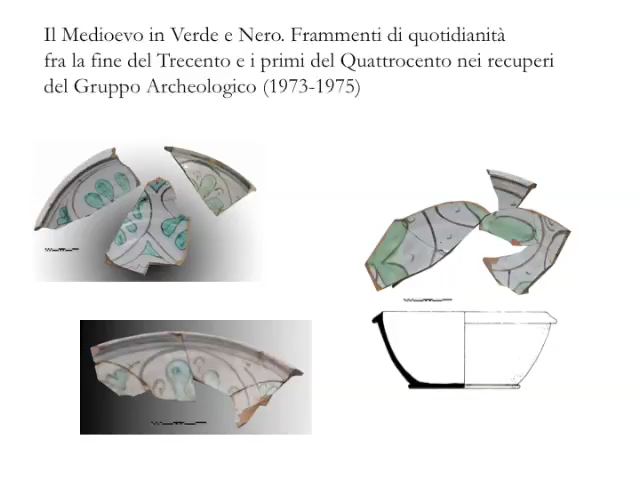 Il Medioevo in Verde e Nero. Frammenti di quotidianità
fra la fine del Trecento e i primi del Quattrocento nei recuperi
del Gruppo Archeologico (1973-1975)